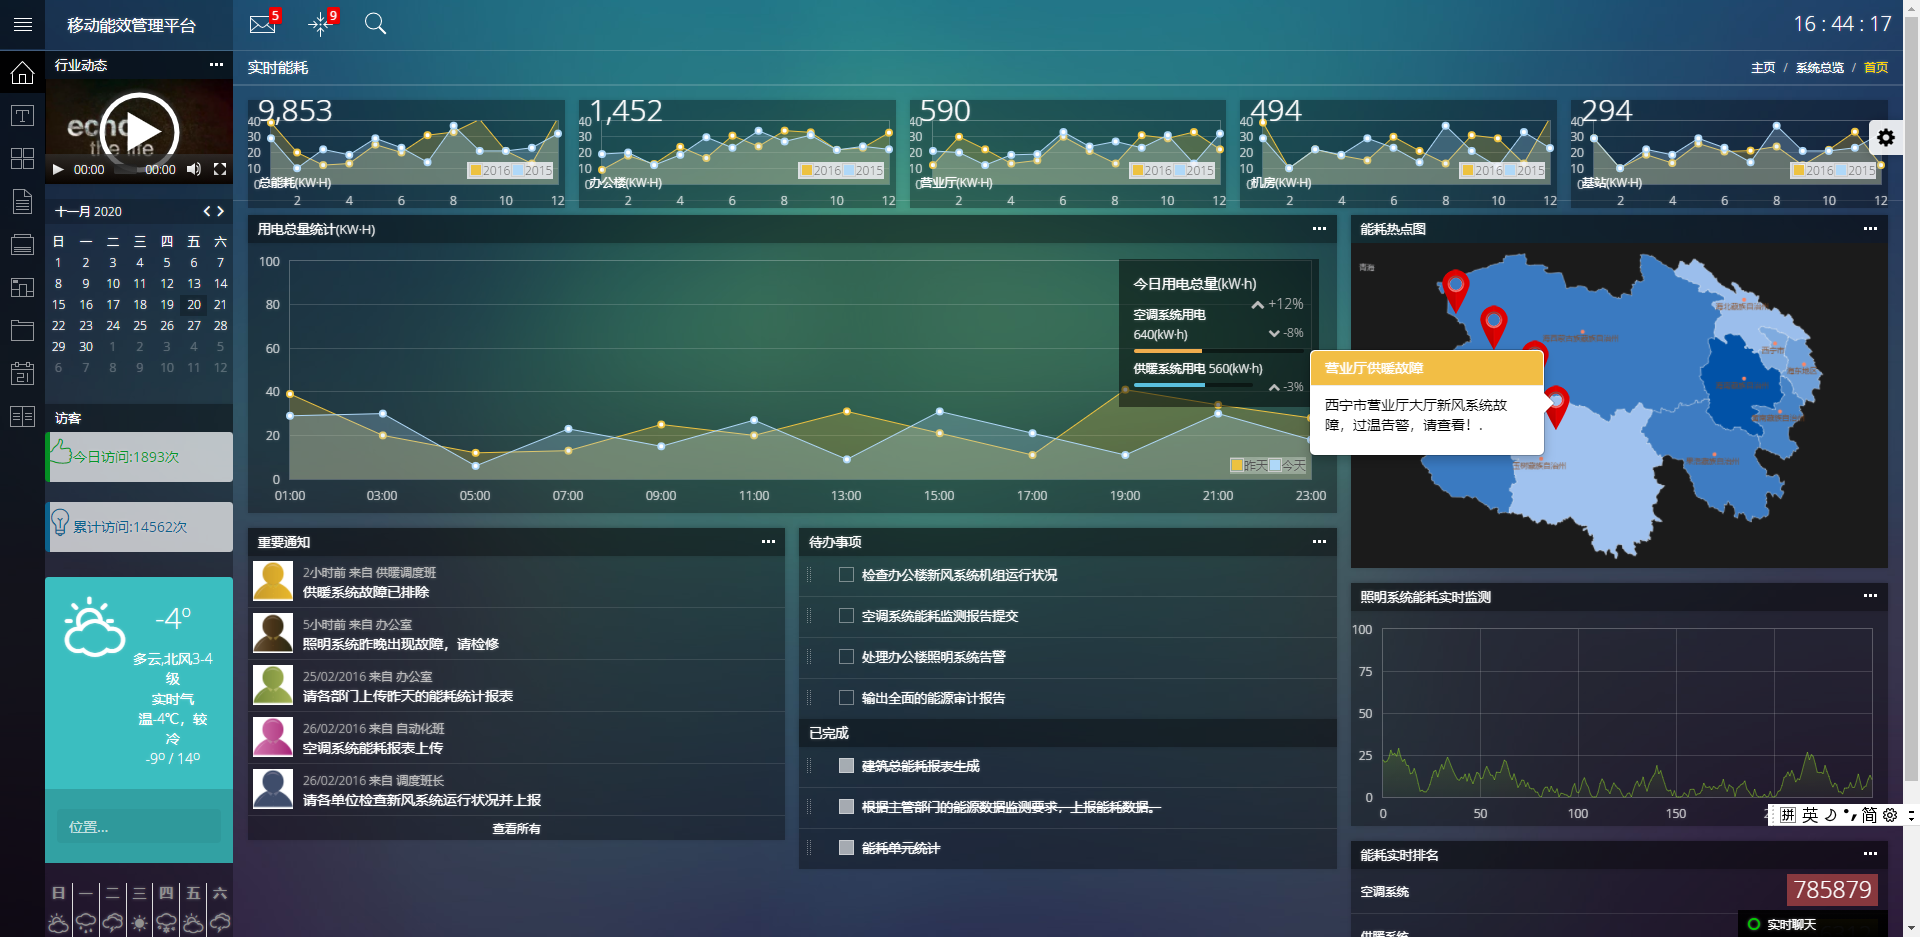 移动能效管理平台
5
9
16 : 44 : 17
行业动态
echo
the life
00:00
00:00
实时能耗
主页 / 系统总览 / 首页
9,853
40
30
20
10
0
总能耗(KW·H)
2016 2015
2 4 6 8 10 12
1,452
40
30
20
10
0
办公楼(KW·H)
2016 2015
2 4 6 8 10 12
590
40
30
20
10
0
营业厅(KW·H)
2016 2015
2 4 6 8 10 12
494
40
30
20
10
0
机房(KW·H)
2016 2015
2 4 6 8 10 12
294
40
30
20
10
0
基站(KW·H)
2016 2015
2 4 6 8 10 12
十一月 2020
日 一 二 三 四 五 六
1 2 3 4 5 6 7
8 9 10 11 12 13 14
15 16 17 18 19 20 21
22 23 24 25 26 27 28
29 30 1 2 3 4 5
6 7 8 9 10 11 12
访客
今日访问:1893次
累计访问:14562次
-4°
多云,北风3-4
级
实时气
温-4℃，较
冷
-9° / 14°
位置...
日 一 二 三 四 五 六
21
用电总量统计(KW·H)
100
80
60
40
20
0
01:00 03:00 05:00 07:00 09:00 11:00 13:00 15:00 17:00 19:00 21:00 23:00
昨天 今天
今日用电总量(kW·h)
+12%
空调系统用电
640(kW·h)
-8%
供暖系统用电 560(kW·h)
-3%
能耗热点图
青海
西宁市
玉树藏族自治州
营业厅供暖故障
西宁市营业厅大厅新风系统故
障，过温告警，请查看！.
重要通知
2小时前 来自 供暖调度班
供暖系统故障已排除
5小时前 来自 办公室
照明系统昨晚出现故障，请检修
25/02/2016 来自 办公室
请各部门上传昨天的能耗统计报表
26/02/2016 来自 自动化班
空调系统能耗报表上传
26/02/2016 来自 调度班长
请各单位检查新风系统运行状况并上报
查看所有
待办事项
检查办公楼新风系统机组运行状况
空调系统能耗监测报告提交
处理办公楼照明系统告警
输出全面的能源审计报告
已完成
建筑总能耗报表生成
根据主管部门的能源数据监测要求，上报能耗数据。
能耗单元统计
照明系统能耗实时监测
100
75
50
25
0
0 50 100 150
拼 英 简
能耗实时排名
空调系统
785879
供暖系统
实时聊天